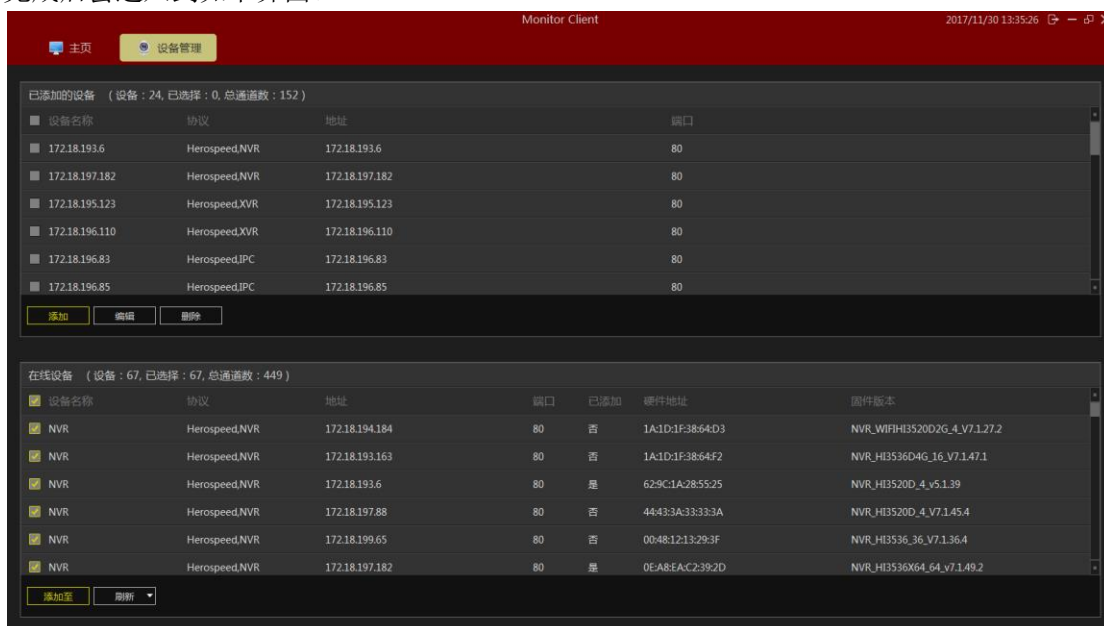 Monitor Client 2017/11/30 13:35:26
主页 设备管理
已添加的设备 (设备:24, 已选择:0, 总通道数:152)
设备名称 协议 地址 端口
172.18.193.6 Herospeed,NVR 172.18.193.6 80
172.18.197.182 Herospeed,NVR 172.18.197.182 80
172.18.195.123 Herospeed,XVR 172.18.195.123 80
172.18.196.110 Herospeed,XVR 172.18.196.110 80
172.18.196.83 Herospeed,IPC 172.18.196.83 80
172.18.196.85 Herospeed,IPC 172.18.196.85 80
添加 编辑 删除
在线设备 (设备:67, 已选择:67, 总通道数:449)
设备名称 协议 地址 端口 已添加 硬件地址 固件版本
NVR Herospeed,NVR 172.18.194.184 80 否 1A:1D:1F:38:64:D3 NVR_WIFIHI3520D2G_4_V7.1.27.2
NVR Herospeed,NVR 172.18.193.163 80 否 1A:1D:1F:38:64:F2 NVR_HI3536D4G_16_V7.1.47.1
NVR Herospeed,NVR 172.18.193.6 80 是 62:9C:1A:28:55:25 NVR_HI3520D_4_v5.1.39
NVR Herospeed,NVR 172.18.197.88 80 否 44:43:3A:33:33:3A NVR_HI3520D_4_V7.1.45.4
NVR Herospeed,NVR 172.18.199.65 80 否 00:48:12:13:29:3F NVR_HI3536_36_V7.1.36.4
NVR Herospeed,NVR 172.18.197.182 80 是 0E:A8:EA:C2:39:2D NVR_HI3536X64_64_v7.1.49.2
添加至 刷新